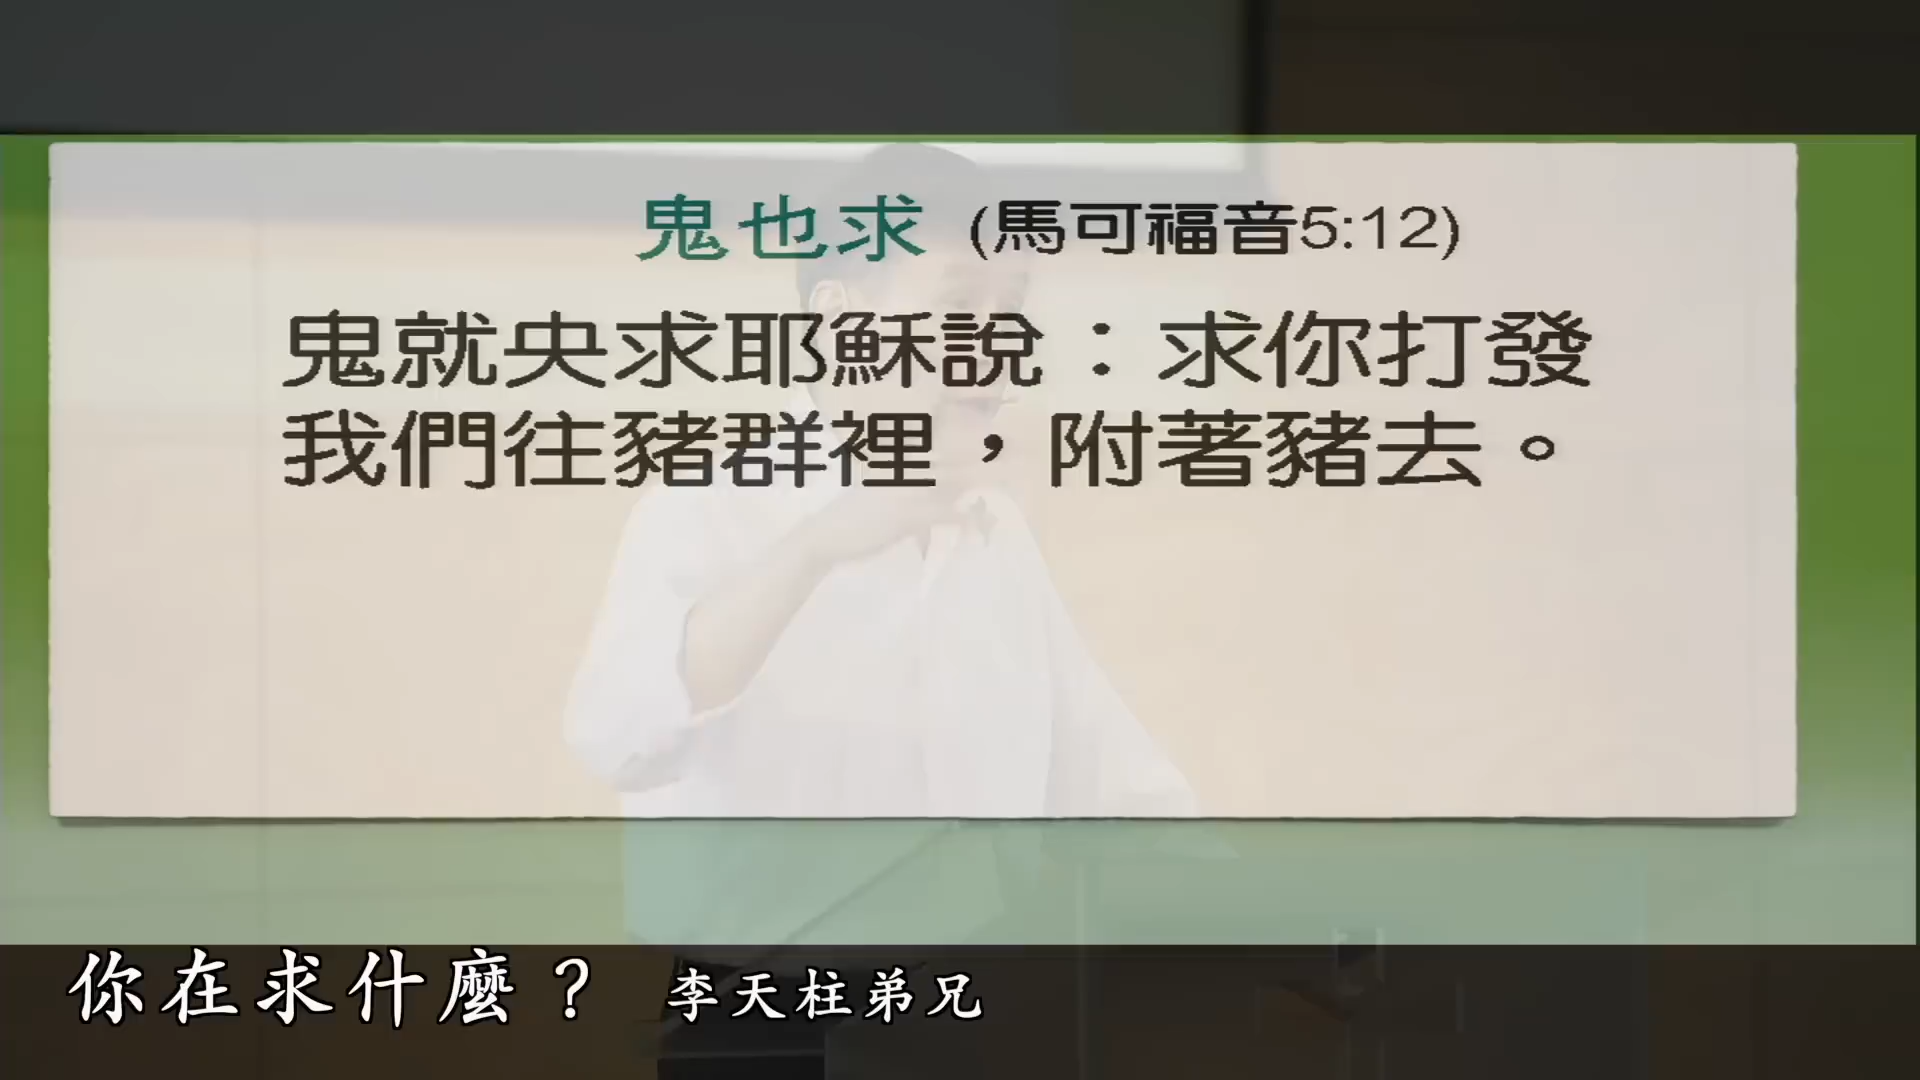 鬼也求 (馬可福音5:12)
鬼就央求耶穌說：求你打發
我們往豬群裡，附著豬去。
你在求什麼？ 李天柱弟兄